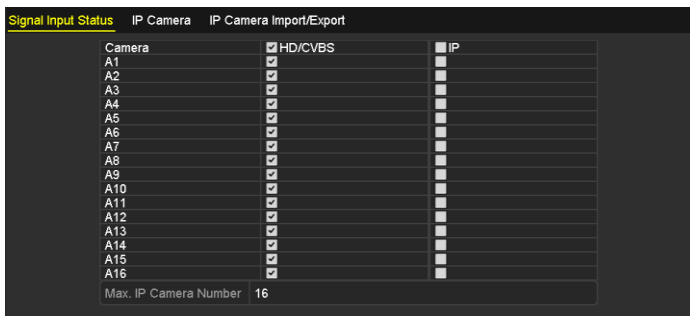 Signal Input Status IP Camera IP Camera Import/Export
Camera HD/CVBS IP
A1
A2
A3
A4
A5
A6
A7
A8
A9
A10
A11
A12
A13
A14
A15
A16
Max. IP Camera Number 16